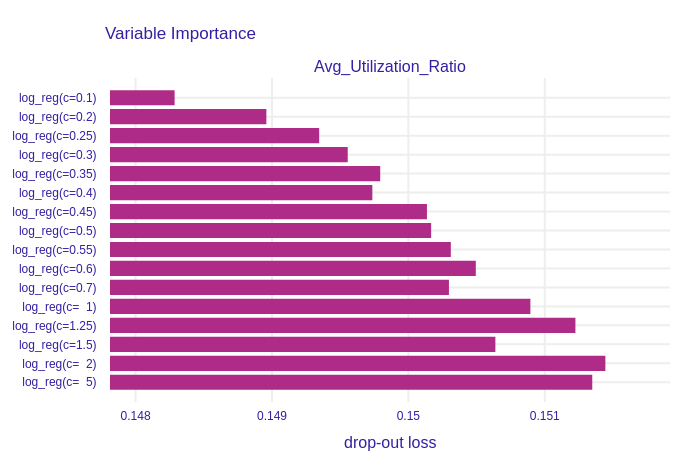 Variable Importance
Avg_Utilization_Ratio
log_reg(c=0.1)
log_reg(c=0.2)
log_reg(c=0.25)
log_reg(c=0.3)
log_reg(c=0.35)
log_reg(c=0.4)
log_reg(c=0.45)
log_reg(c=0.5)
log_reg(c=0.55)
log_reg(c=0.6)
log_reg(c=0.7)
log_reg(c=  1)
log_reg(c=1.25)
log_reg(c=1.5)
log_reg(c=  2)
log_reg(c=  5)
0.148 0.149 0.15 0.151
drop-out loss